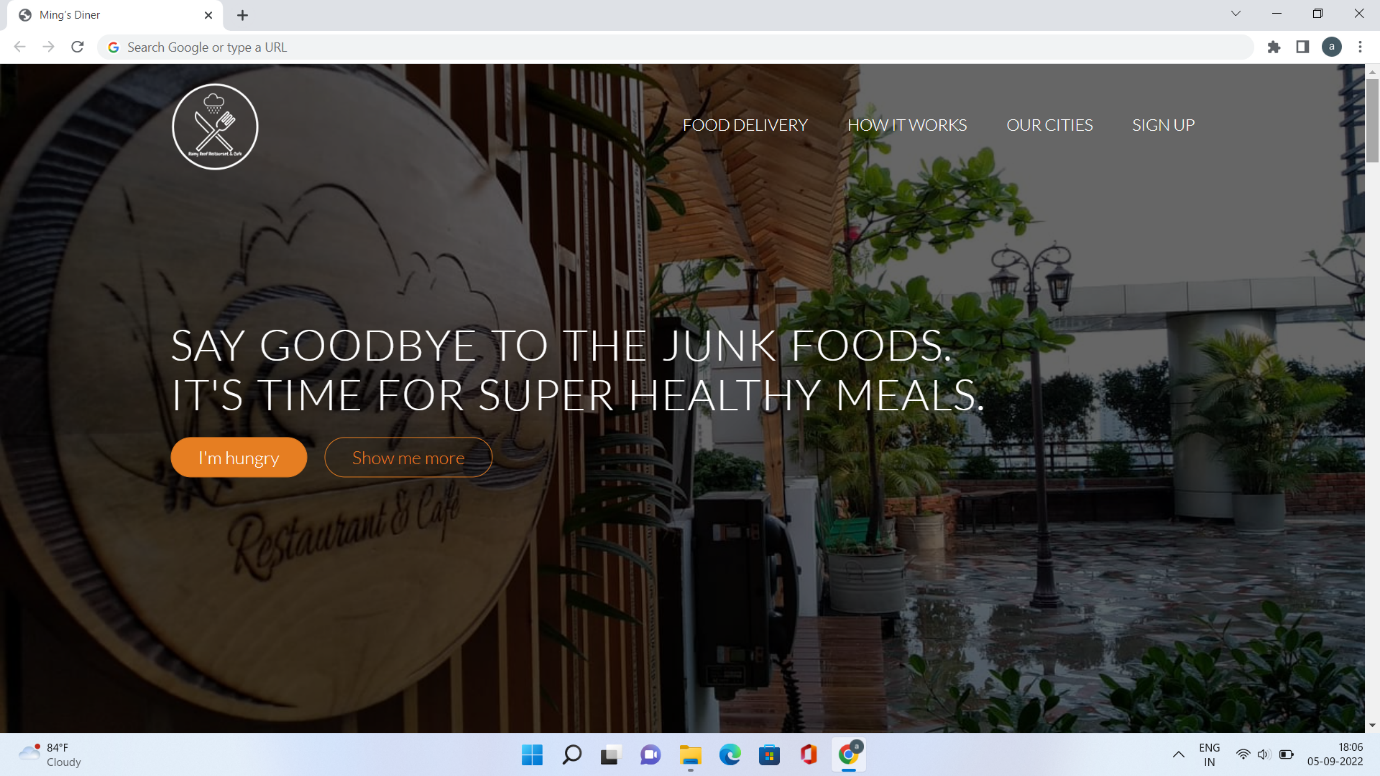 Ming's Diner
Search Google or type a URL
a
FOOD DELIVERY
HOW IT WORKS
OUR CITIES
SIGN UP
SAY GOODBYE TO THE JUNK FOODS.
IT'S TIME FOR SUPER HEALTHY MEALS.
I'm hungry
Show me more
Restaurant & Cafe
84°F
Cloudy
a
ENG
IN
18:06
05-09-2022